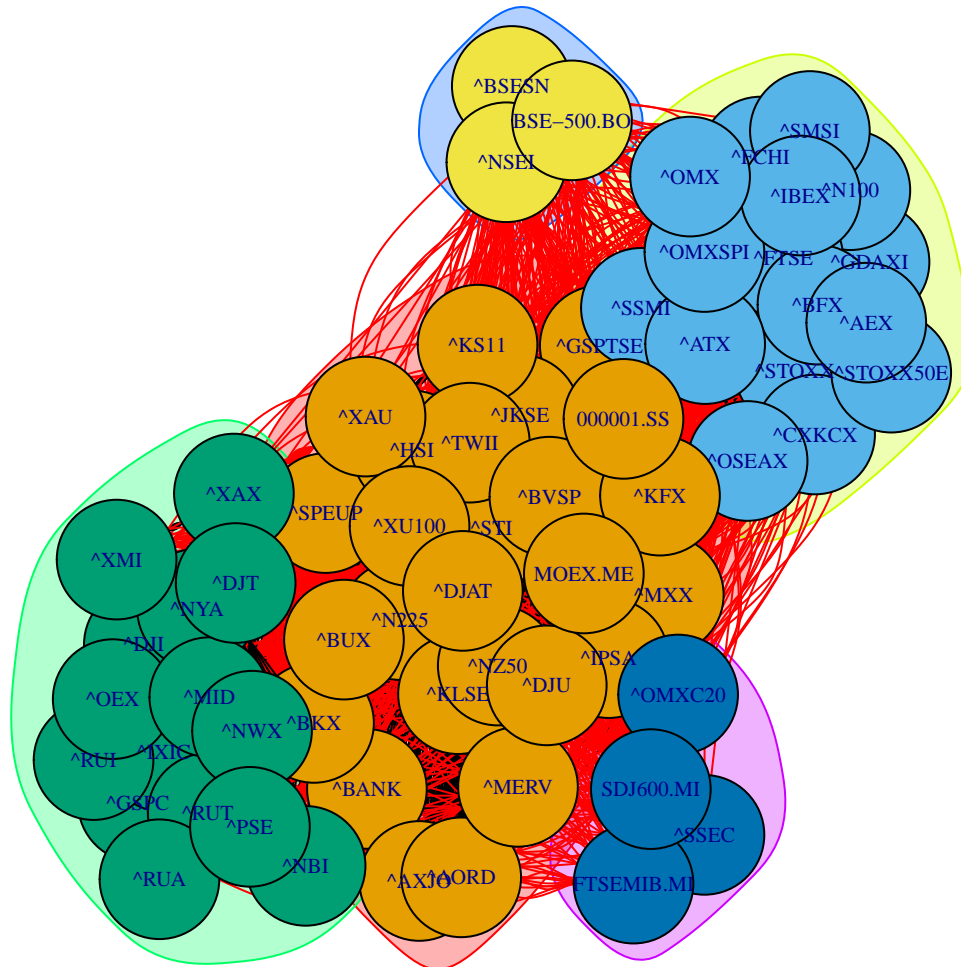 ^BSESN
BSE−500.BO
^NSEI
^SMSI
^FCHI
^OMX
^IBEX
^N100
^OMXSPI
^FTSE
^GDAXI
^SSMI
^BFX
^AEX
^KS11
^GSPTSE
^ATX
^STOXX
^STOXX50E
^XAU
^JKSE
000001.SS
^HSI
^TWII
^CXKCX
^OSEAX
^XAX
^SPEUP
^XU100
^STI
^BVSP
^KFX
^XMI
^DJT
^DJAT
MOEX.ME
^MXX
^NYA
^N225
^DII
^BUX
^NZ50
^IPSA
^OEX
^MID
^KLSE
^DJU
^OMXC20
^NWX
^BKX
^RUI
^IXIC
^BANK
^MERV
SDJ600.MI
^GSPC
^RUT
^PSE
^SSEC
^RUA
^NBI
^AXJO
^AORD
FTSEMIB.MI